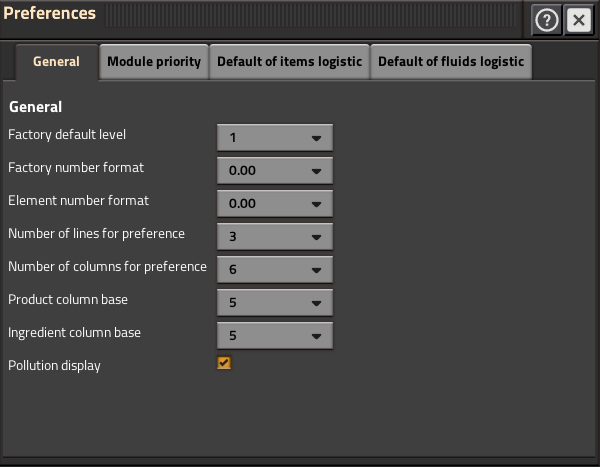 Preferences
General Module priority Default of items logistic Default of fluids logistic
General
Factory default level 1
Factory number format 0.00
Element number format 0.00
Number of lines for preference 3
Number of columns for preference 6
Product column base 5
Ingredient column base 5
Pollution display